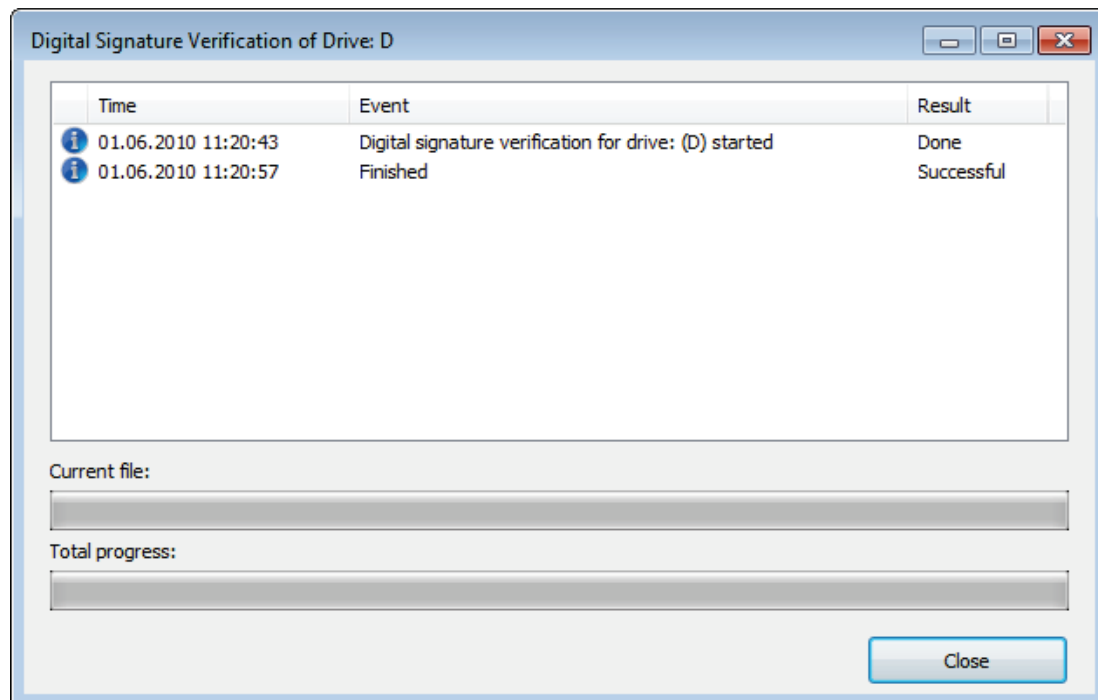 Digital Signature Verification of Drive: D
Time Event Result
01.06.2010 11:20:43 Digital signature verification for drive: (D) started Done
01.06.2010 11:20:57 Finished Successful
Current file:
Total progress:
Close